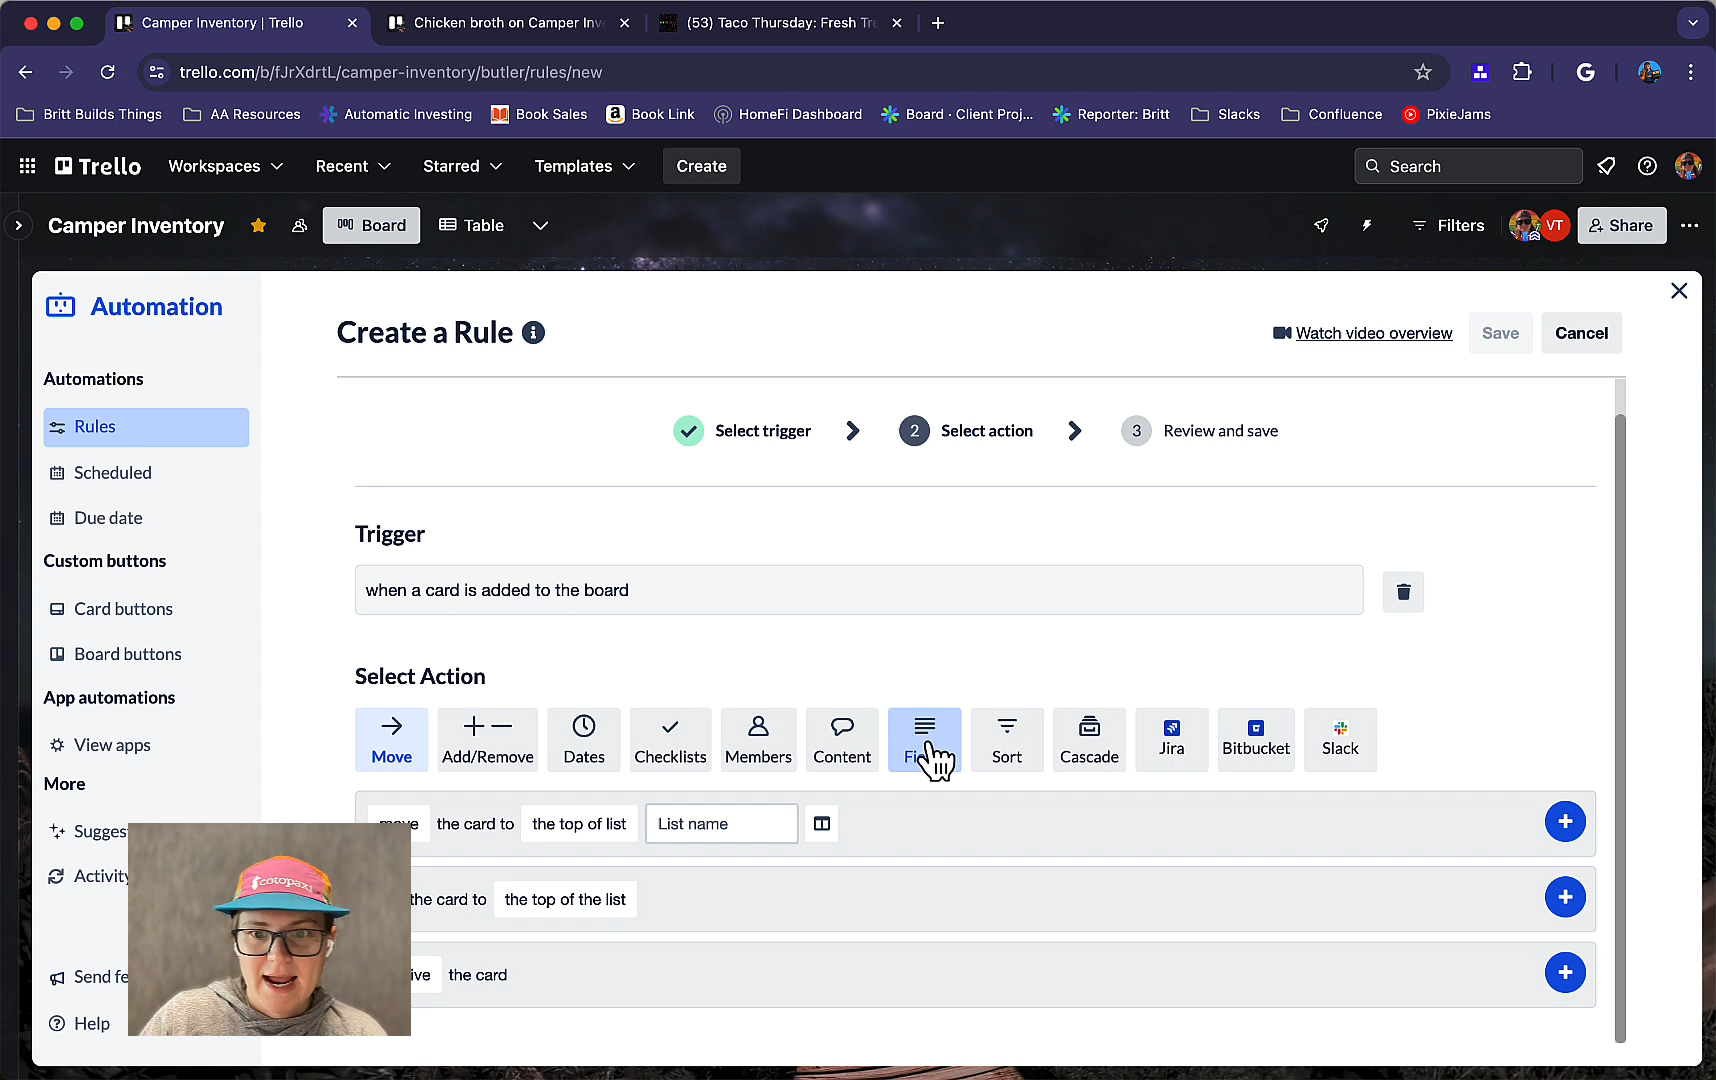 Camper Inventory | Trello
Chicken broth on Camper Inv
(53) Taco Thursday: Fresh Tre
trello.com/b/fJrXdrtL/camper-inventory/butler/rules/new
Britt Builds Things
AA Resources
Automatic Investing
Book Sales
Book Link
HomeFi Dashboard
Board · Client Proj...
Reporter: Britt
Slacks
Confluence
PixieJams
Trello
Workspaces
Recent
Starred
Templates
Create
Search
Camper Inventory
Board
Table
Filters
VT
Share
Automation
Create a Rule
Watch video overview
Save
Cancel
Automations
Rules
Scheduled
Due date
Custom buttons
Card buttons
Board buttons
App automations
View apps
More
Suggest
Activity
Send fe
Help
Select trigger
2 Select action
3 Review and save
Trigger
when a card is added to the board
Select Action
Move
Add/Remove
Dates
Checklists
Members
Content
Sort
Cascade
Jira
Bitbucket
Slack
move the card to the top of list List name
the card to the top of the list
ive the card
cotopaxi